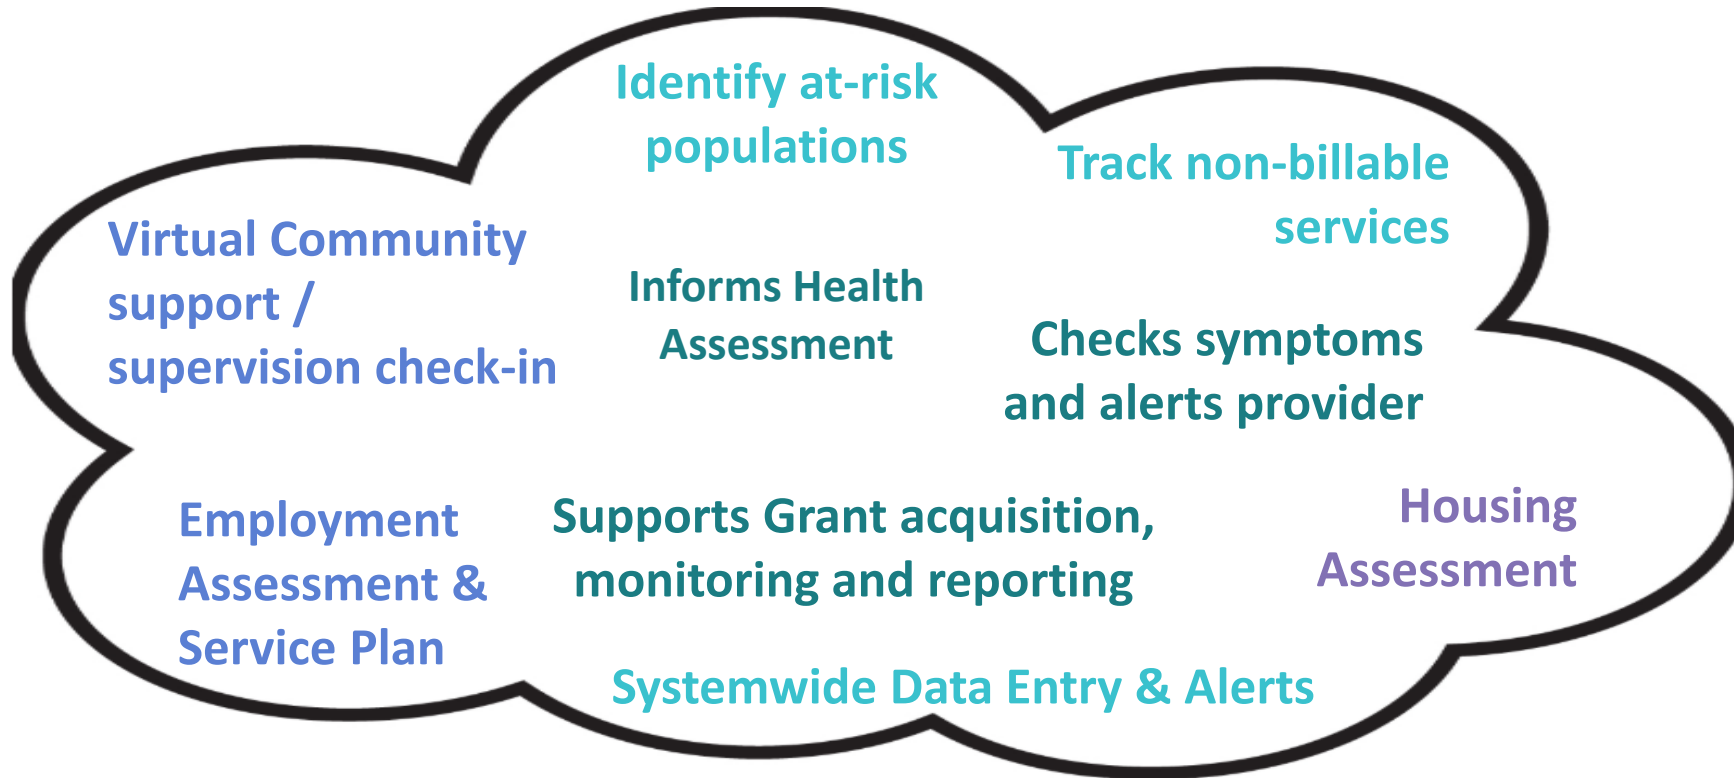 Identify at-risk
populations
Track non-billable
services
Virtual Community
support /
supervision check-in
Informs Health
Assessment
Checks symptoms
and alerts provider
Employment
Assessment &
Service Plan
Supports Grant acquisition,
monitoring and reporting
Housing
Assessment
Systemwide Data Entry & Alerts